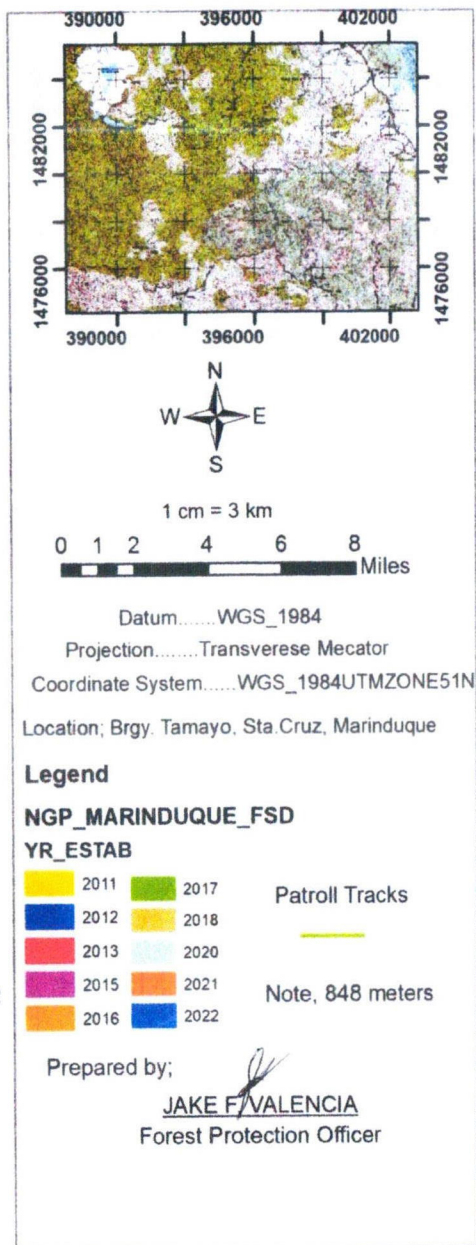 390000 396000 402000
1482000 1482000
1476000 1476000
390000 396000 402000
N
W E
S
1 cm = 3 km
0 1 2 4 6 8
Miles
Datum.......WGS_1984
Projection........Transverese Mecator
Coordinate System......WGS_1984UTMZONE51N
Location; Brgy. Tamayo, Sta.Cruz, Marinduque
Legend
NGP_MARINDUQUE_FSD
YR_ESTAB
2011 2017
2012 2018
2013 2020
2015 2021
2016 2022
Patroll Tracks
Note, 848 meters
Prepared by;
JAKE F. VALENCIA
Forest Protection Officer